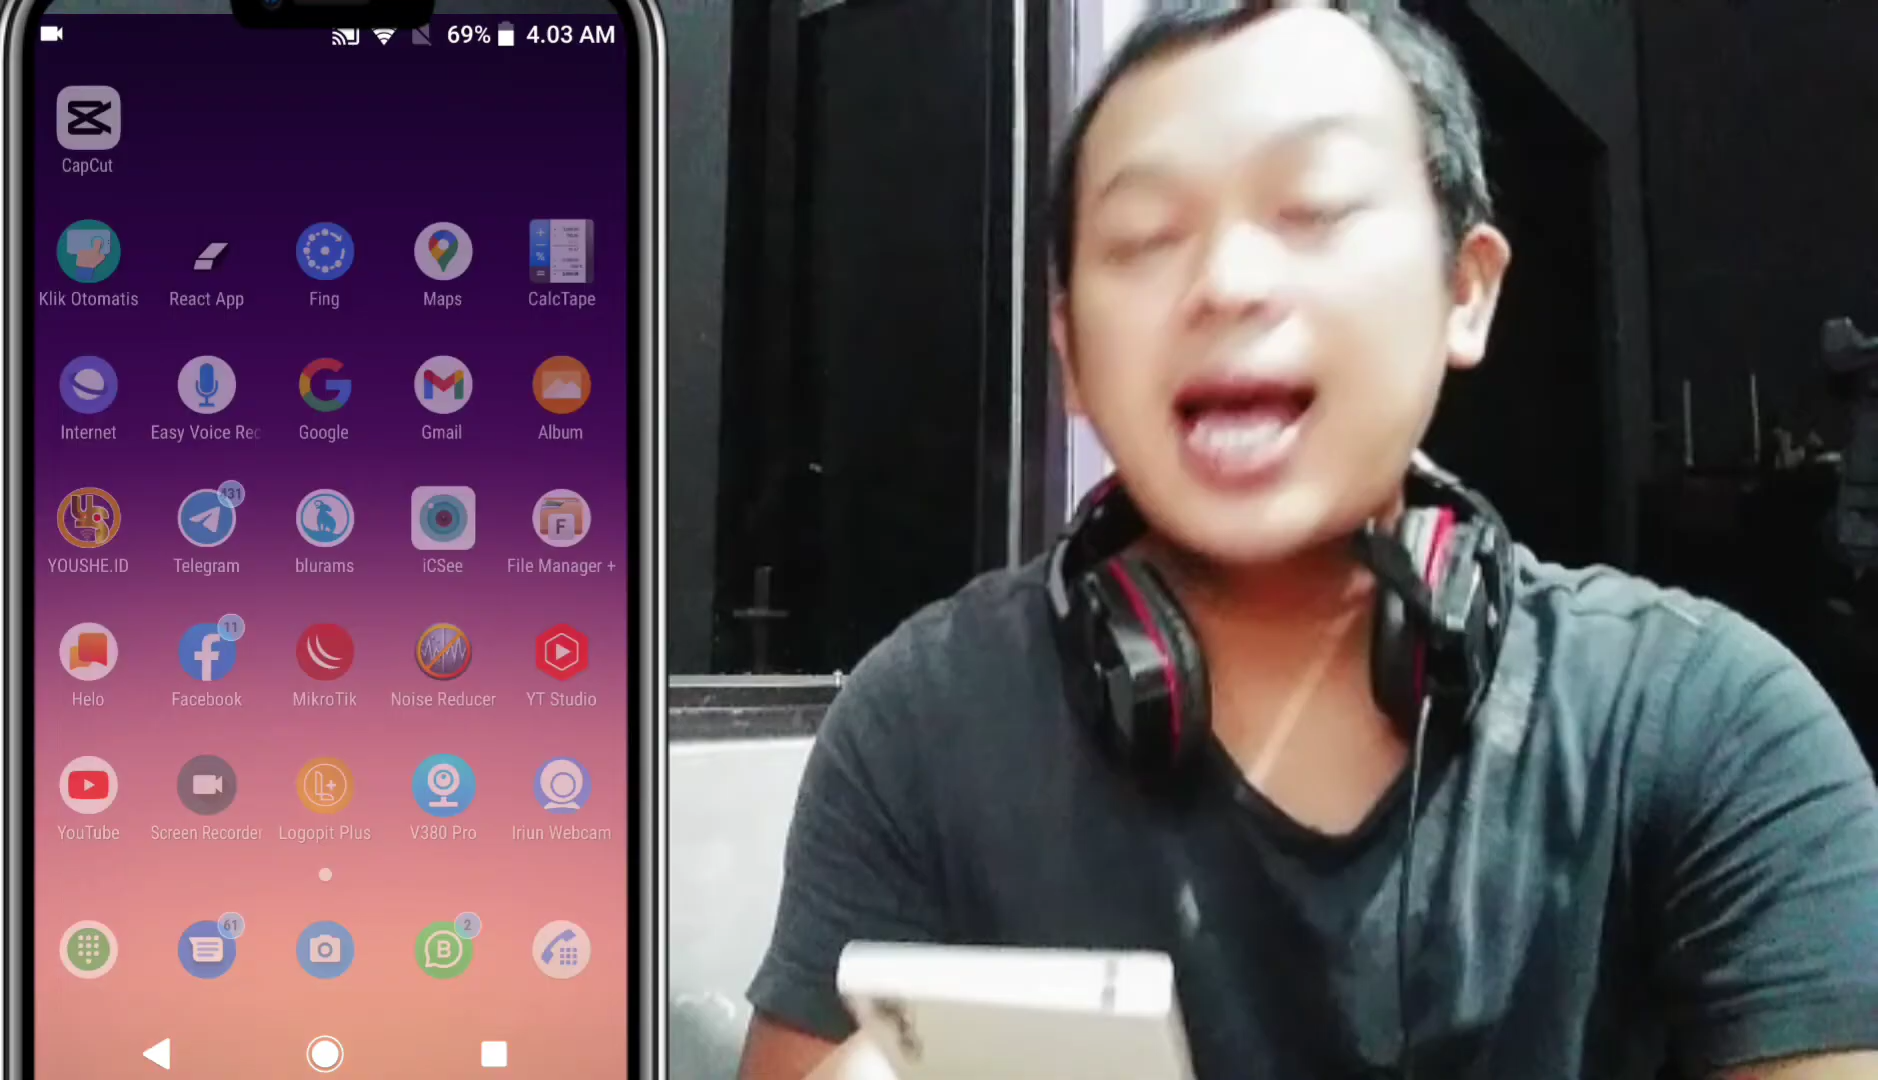 69% 4.03 AM
CapCut
Klik Otomatis React App Fing Maps CalcTape
Internet Easy Voice Rec Google Gmail Album
431
YOUSHE.ID Telegram blurams iCSee File Manager +
11
Helo Facebook MikroTik Noise Reducer YT Studio
YouTube Screen Recorder Logopit Plus V380 Pro Iriun Webcam
61 2
B